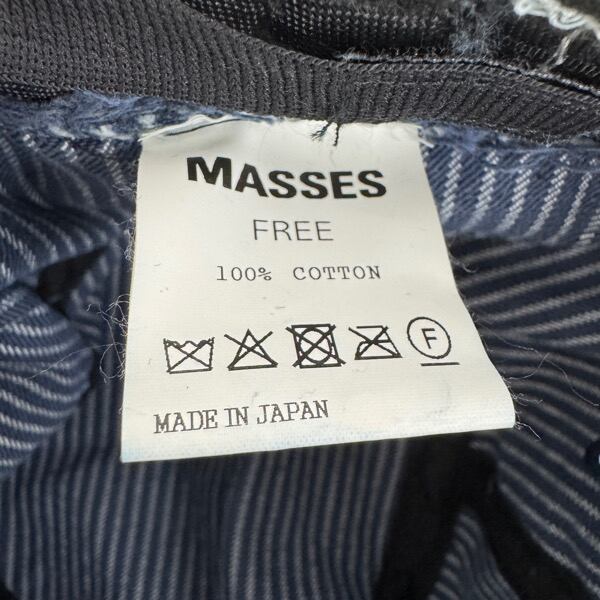 MASSES
FREE
100% COTTON
F
MADE IN JAPAN